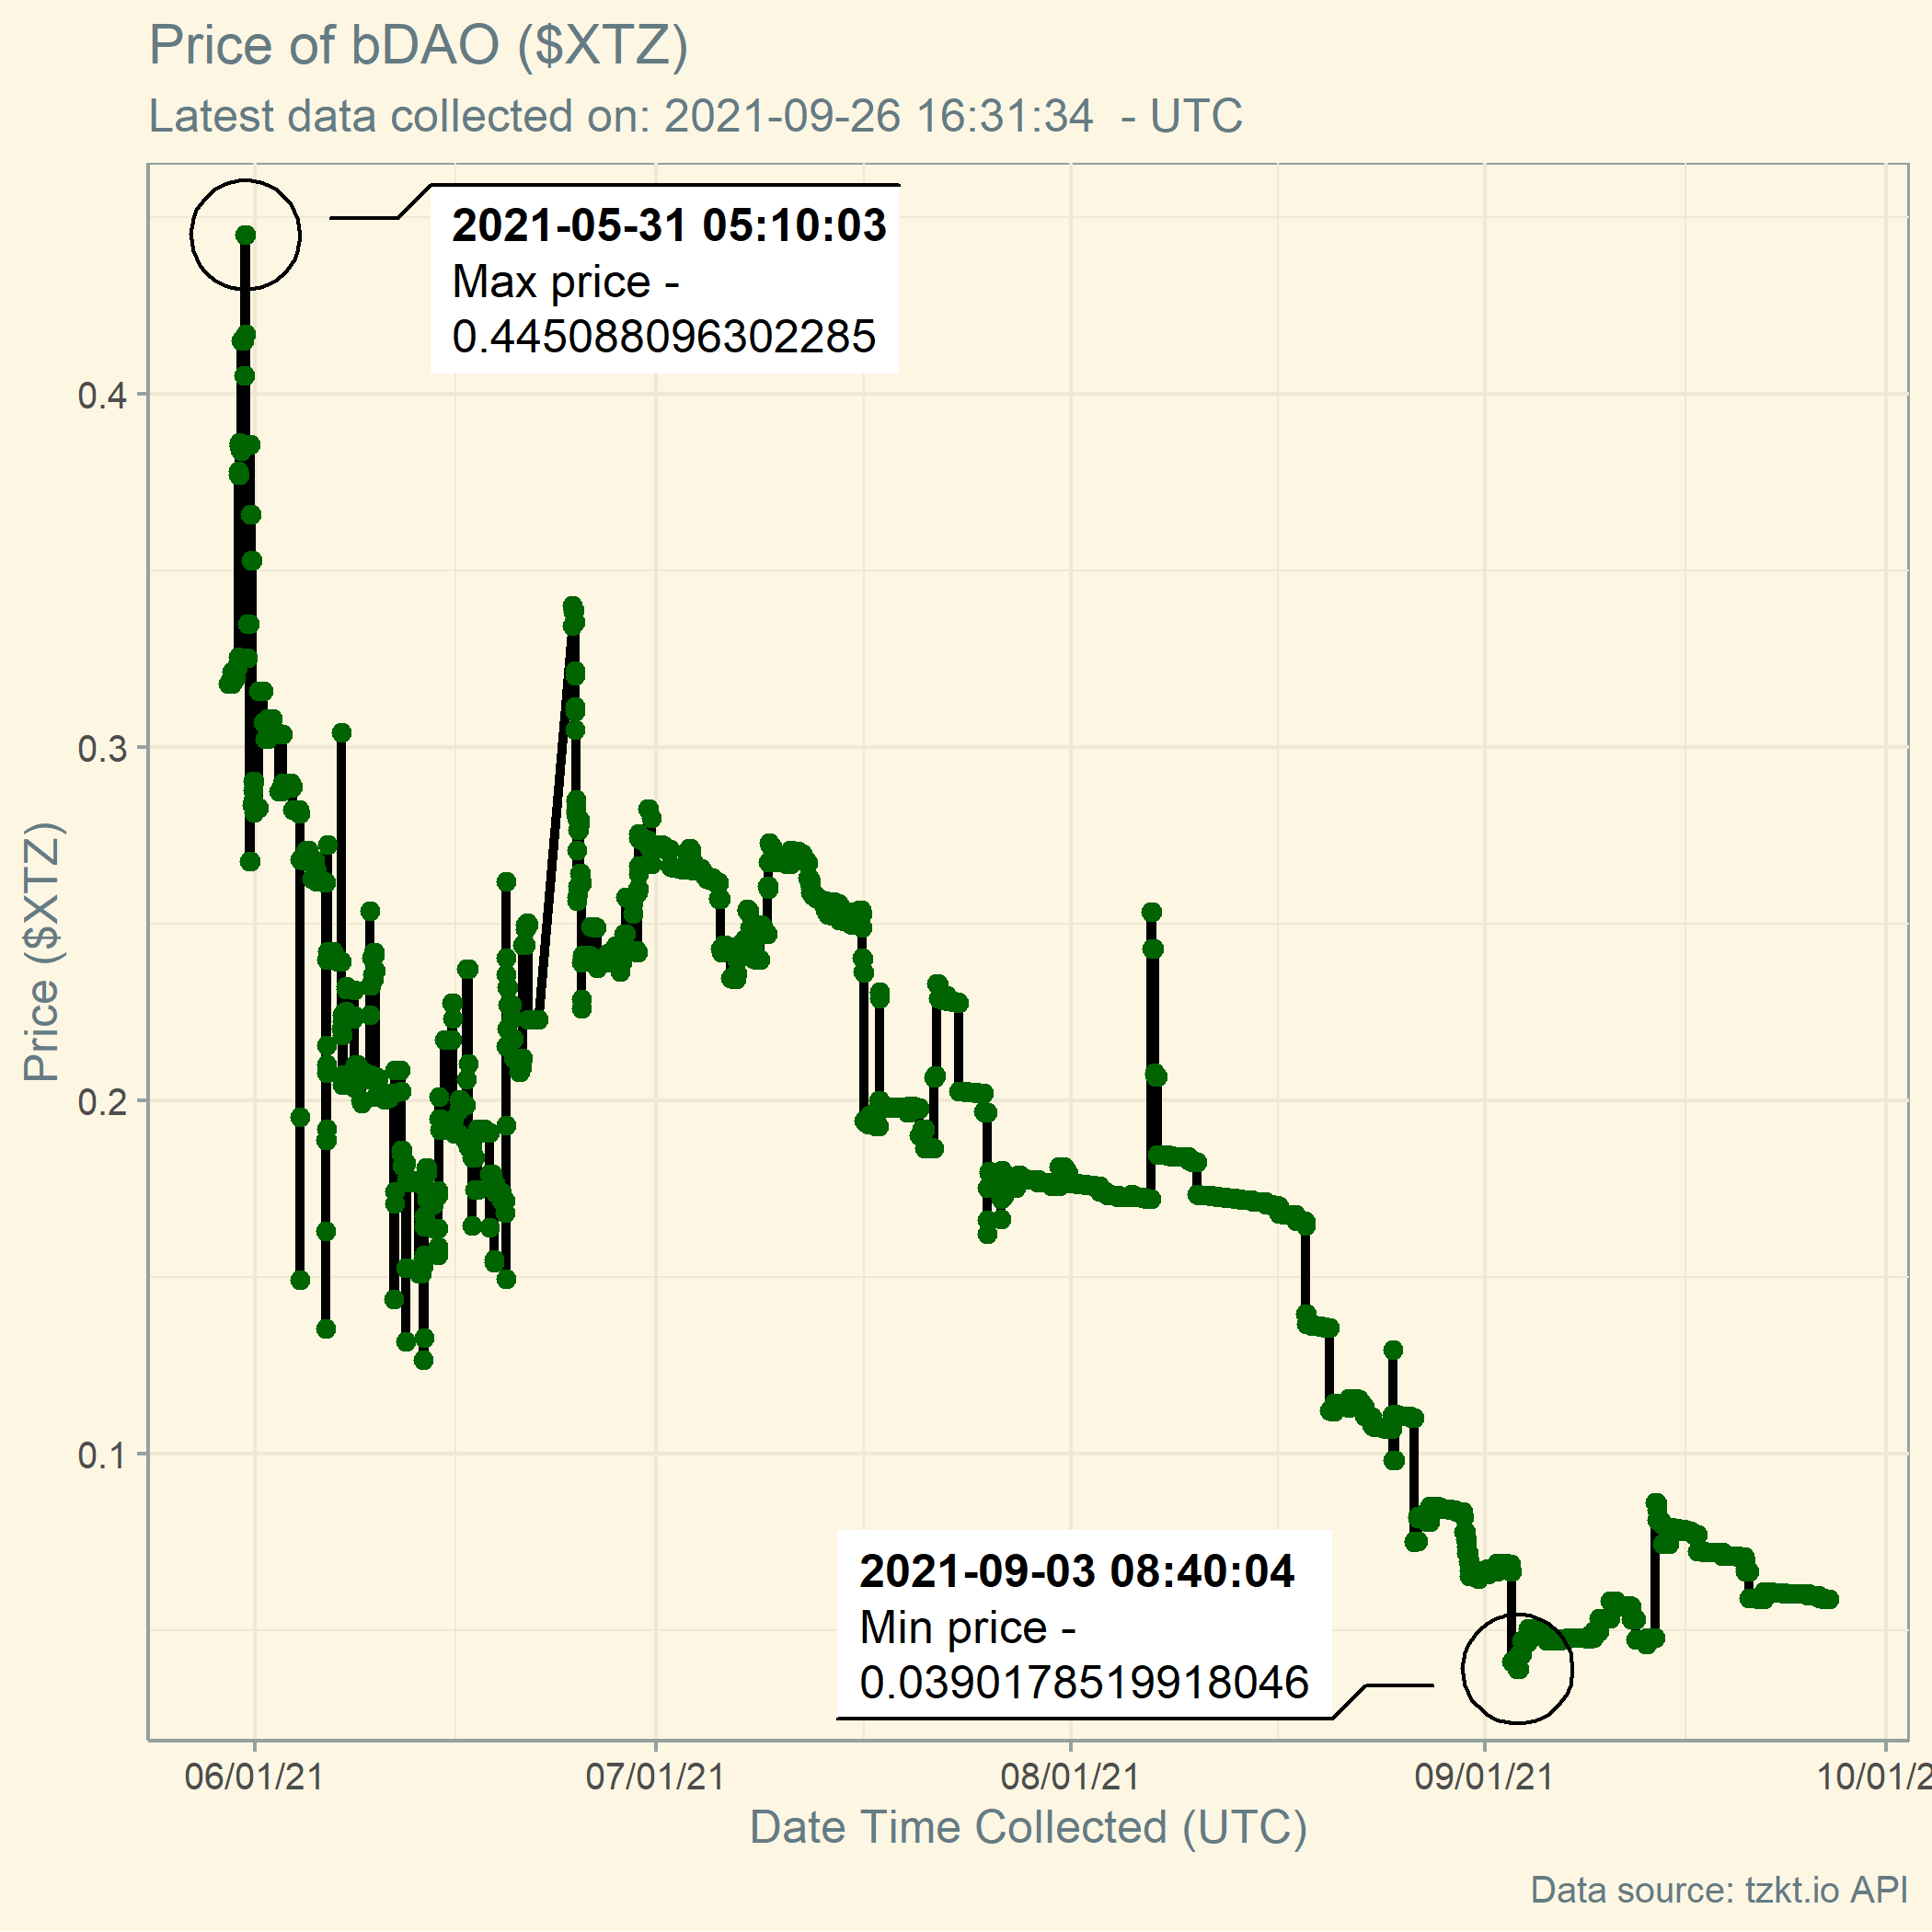 Price of bDAO ($XTZ)
Latest data collected on: 2021-09-26 16:31:34  - UTC
2021-05-31 05:10:03
Max price -
0.445088096302285
0.4
0.3
0.2
0.1
Price ($XTZ)
2021-09-03 08:40:04
Min price -
0.0390178519918046
06/01/21 07/01/21 08/01/21 09/01/21 10/01/2
Date Time Collected (UTC)
Data source: tzkt.io API